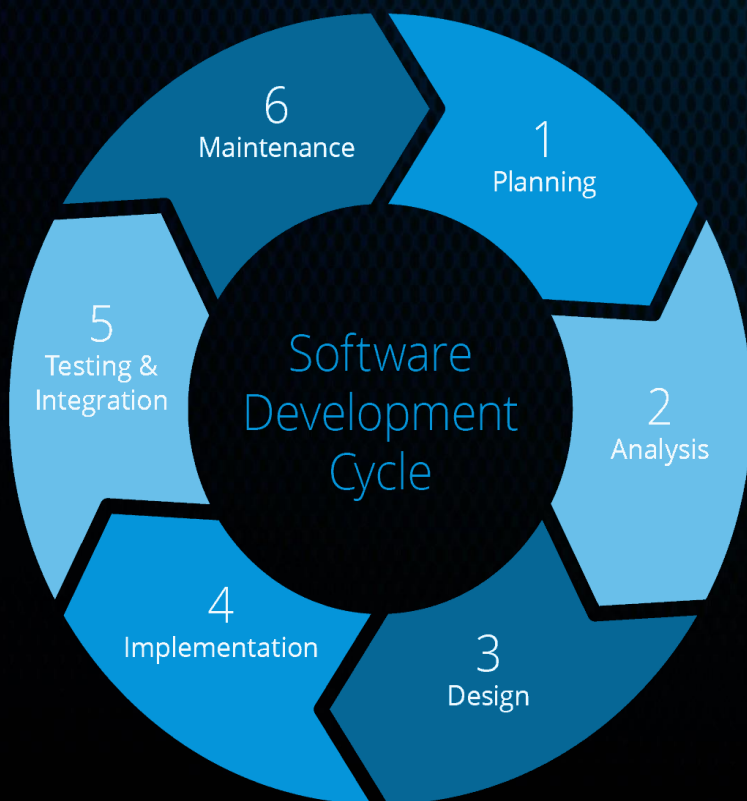 Software
Development
Cycle
1
Planning
2
Analysis
3
Design
4
Implementation
5
Testing &
Integration
6
Maintenance